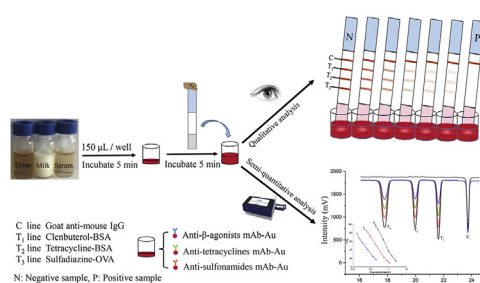 N
P
C
T1
T2
T3
Qualitative analysis
150 μL / well
Incubate 5 min
Incubate 5 min
Urine Milk Serum
Semi-quantitative analysis
C line Goat anti-mouse IgG
T1 line Clenbuterol-BSA
T2 line Tetracycline-BSA
T3 line Sulfadiazine-OVA
Anti-β-agonists mAb-Au
Anti-tetracyclines mAb-Au
Anti-sulfonamides mAb-Au
N: Negative sample, P: Positive sample
Intensity (mV)
2000
1500
1000
500
0
16
18
20
22
24
C